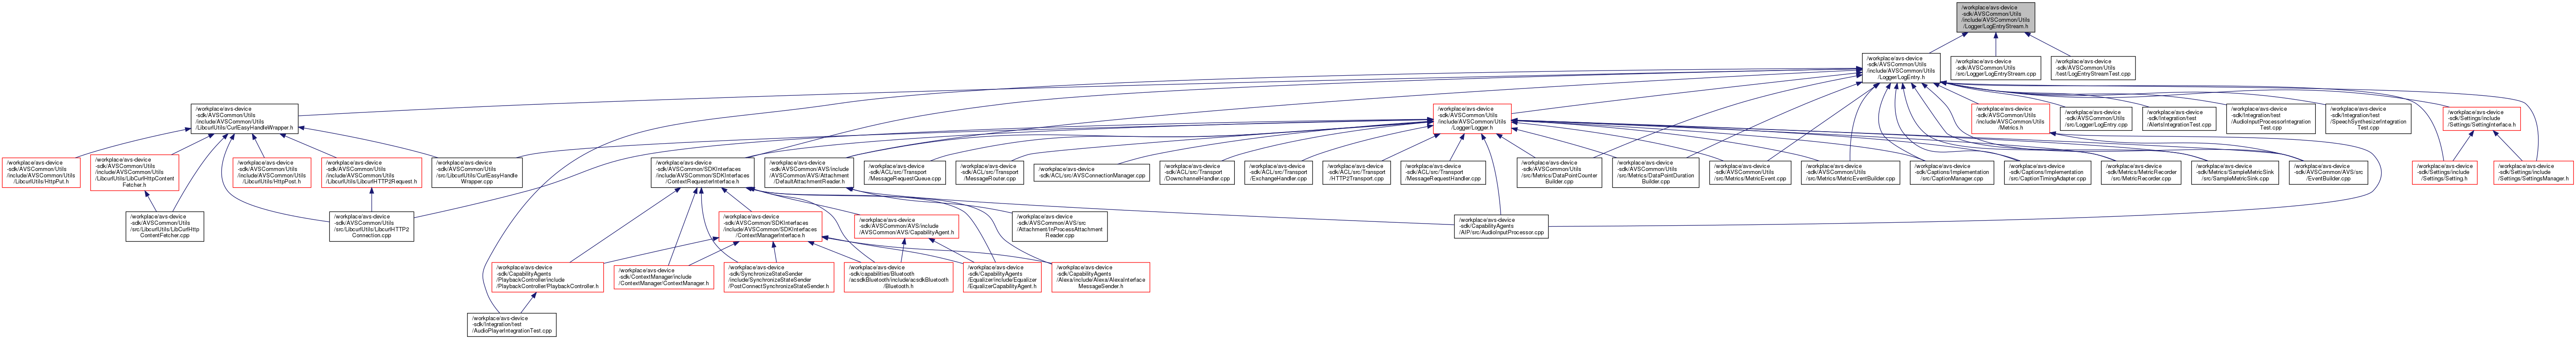 /workplace/avs-device
-sdk/AVSCommon/Utils
/include/AVSCommon/Utils
/Logger/LogEntryStream.h
/workplace/avs-device
-sdk/AVSCommon/Utils
/include/AVSCommon/Utils
/Logger/LogEntry.h
/workplace/avs-device
-sdk/AVSCommon/Utils
/src/Logger/LogEntryStream.cpp
/workplace/avs-device
-sdk/AVSCommon/Utils
/test/LogEntryStreamTest.cpp
/workplace/avs-device
-sdk/AVSCommon/Utils
/include/AVSCommon/Utils
/LibcurlUtils/CurlEasyHandleWrapper.h
/workplace/avs-device
-sdk/AVSCommon/Utils
/include/AVSCommon/Utils
/Logger/Logger.h
/workplace/avs-device
-sdk/AVSCommon/Utils
/include/AVSCommon/Utils
/Metrics.h
/workplace/avs-device
-sdk/AVSCommon/Utils
/src/Logger/LogEntry.cpp
/workplace/avs-device
-sdk/Integration/test
/AlertsIntegrationTest.cpp
/workplace/avs-device
-sdk/Integration/test
/AudioInputProcessorIntegration
Test.cpp
/workplace/avs-device
-sdk/Integration/test
/SpeechSynthesizerIntegration
Test.cpp
/workplace/avs-device
-sdk/Settings/include
/Settings/SettingInterface.h
/workplace/avs-device
-sdk/AVSCommon/Utils
/include/AVSCommon/Utils
/LibcurlUtils/HttpPut.h
/workplace/avs-device
-sdk/AVSCommon/Utils
/include/AVSCommon/Utils
/LibcurlUtils/LibCurlHttpContent
Fetcher.h
/workplace/avs-device
-sdk/AVSCommon/Utils
/include/AVSCommon/Utils
/LibcurlUtils/HttpPost.h
/workplace/avs-device
-sdk/AVSCommon/Utils
/include/AVSCommon/Utils
/LibcurlUtils/LibcurlHTTP2Request.h
/workplace/avs-device
-sdk/AVSCommon/Utils
/src/LibcurlUtils/CurlEasyHandle
Wrapper.cpp
/workplace/avs-device
-sdk/AVSCommon/SDKInterfaces
/include/AVSCommon/SDKInterfaces
/ContextRequesterInterface.h
/workplace/avs-device
-sdk/AVSCommon/AVS/include
/AVSCommon/AVS/Attachment
/DefaultAttachmentReader.h
/workplace/avs-device
-sdk/ACL/src/Transport
/MessageRequestQueue.cpp
/workplace/avs-device
-sdk/ACL/src/Transport
/MessageRouter.cpp
/workplace/avs-device
-sdk/ACL/src/AVSConnectionManager.cpp
/workplace/avs-device
-sdk/ACL/src/Transport
/DownchannelHandler.cpp
/workplace/avs-device
-sdk/ACL/src/Transport
/ExchangeHandler.cpp
/workplace/avs-device
-sdk/ACL/src/Transport
/HTTP2Transport.cpp
/workplace/avs-device
-sdk/ACL/src/Transport
/MessageRequestHandler.cpp
/workplace/avs-device
-sdk/AVSCommon/Utils
/src/Metrics/DataPointCounter
Builder.cpp
/workplace/avs-device
-sdk/AVSCommon/Utils
/src/Metrics/DataPointDuration
Builder.cpp
/workplace/avs-device
-sdk/AVSCommon/Utils
/src/Metrics/MetricEvent.cpp
/workplace/avs-device
-sdk/AVSCommon/Utils
/src/Metrics/MetricEventBuilder.cpp
/workplace/avs-device
-sdk/Captions/Implementation
/src/CaptionManager.cpp
/workplace/avs-device
-sdk/Captions/Implementation
/src/CaptionTimingAdapter.cpp
/workplace/avs-device
-sdk/Metrics/MetricRecorder
/src/MetricRecorder.cpp
/workplace/avs-device
-sdk/Metrics/SampleMetricSink
/src/SampleMetricSink.cpp
/workplace/avs-device
-sdk/AVSCommon/AVS/src
/EventBuilder.cpp
/workplace/avs-device
-sdk/Settings/include
/Settings/Setting.h
/workplace/avs-device
-sdk/Settings/include
/Settings/SettingsManager.h
/workplace/avs-device
-sdk/AVSCommon/Utils
/src/LibcurlUtils/LibCurlHttp
ContentFetcher.cpp
/workplace/avs-device
-sdk/AVSCommon/Utils
/src/LibcurlUtils/LibcurlHTTP2
Connection.cpp
/workplace/avs-device
-sdk/AVSCommon/SDKInterfaces
/include/AVSCommon/SDKInterfaces
/ContextManagerInterface.h
/workplace/avs-device
-sdk/AVSCommon/AVS/include
/AVSCommon/AVS/CapabilityAgent.h
/workplace/avs-device
-sdk/AVSCommon/AVS/src
/Attachment/InProcessAttachment
Reader.cpp
/workplace/avs-device
-sdk/CapabilityAgents
/AIP/src/AudioInputProcessor.cpp
/workplace/avs-device
-sdk/CapabilityAgents
/PlaybackController/include
/PlaybackController/PlaybackController.h
/workplace/avs-device
-sdk/ContextManager/include
/ContextManager/ContextManager.h
/workplace/avs-device
-sdk/SynchronizeStateSender
/include/SynchronizeStateSender
/PostConnectSynchronizeStateSender.h
/workplace/avs-device
-sdk/capabilities/Bluetooth
/acsdkBluetooth/include/acsdkBluetooth
/Bluetooth.h
/workplace/avs-device
-sdk/CapabilityAgents
/Equalizer/include/Equalizer
/EqualizerCapabilityAgent.h
/workplace/avs-device
-sdk/CapabilityAgents
/Alexa/include/Alexa/AlexaInterface
MessageSender.h
/workplace/avs-device
-sdk/Integration/test
/AudioPlayerIntegrationTest.cpp